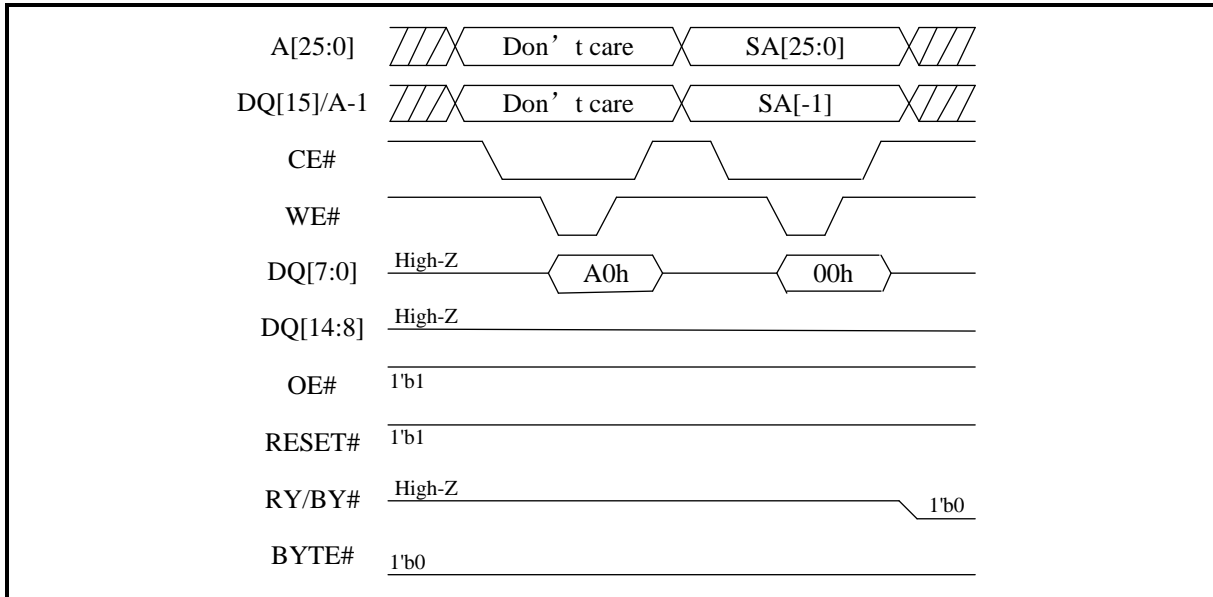 A[25:0] Don’t care SA[25:0]
DQ[15]/A-1 Don’t care SA[-1]
CE#
WE#
DQ[7:0] High-Z A0h 00h
DQ[14:8] High-Z
OE# 1'b1
RESET# 1'b1
RY/BY# High-Z 1'b0
BYTE# 1'b0